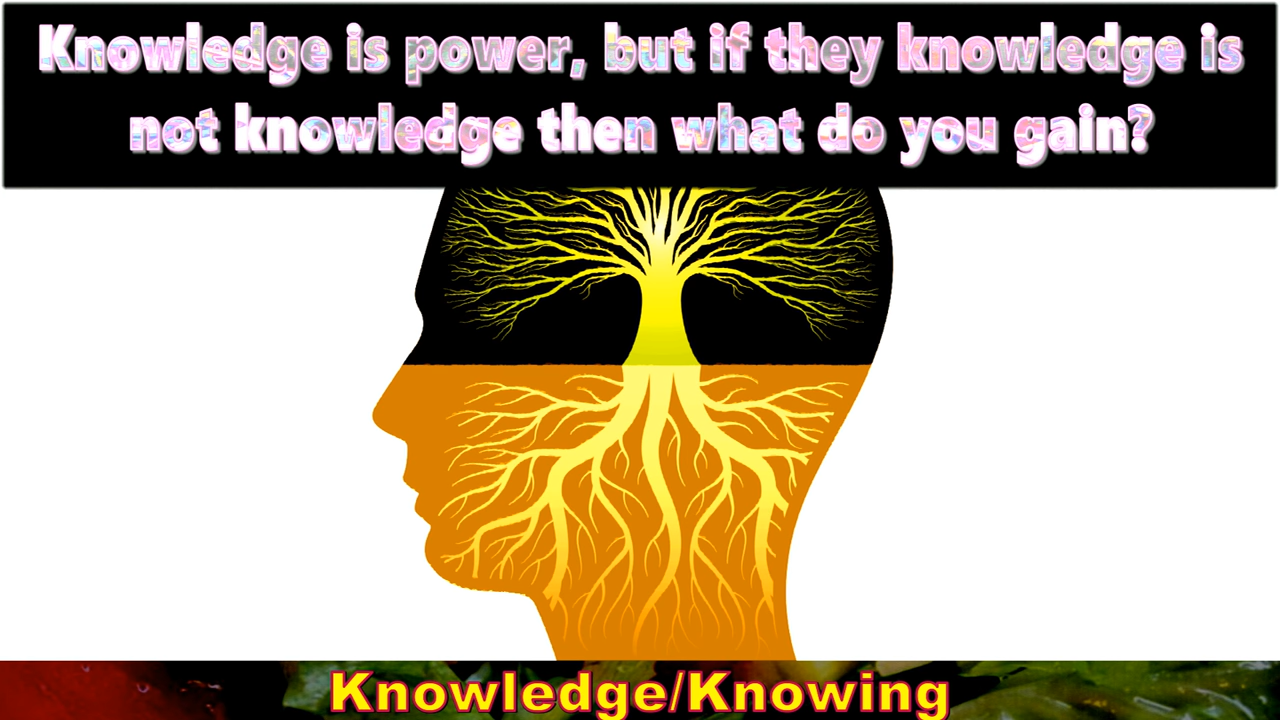 Knowledge is power, but if they knowledge is
not knowledge then what do you gain?
Knowledge/Knowing